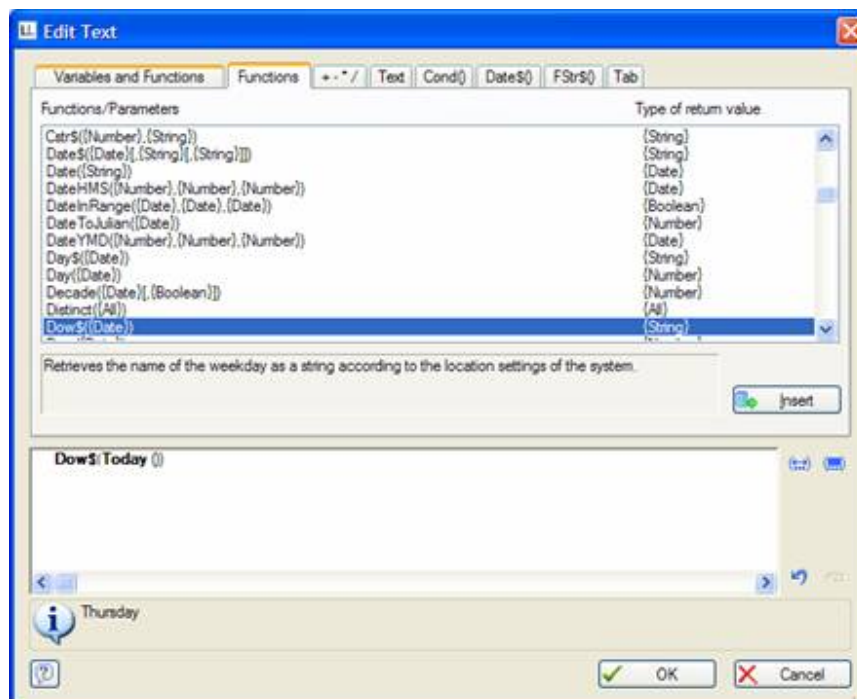 Edit Text
Variables and Functions Functions + - * / Text Cond() Date$() FStr$() Tab
Functions/Parameters Type of return value
Cstr$({Number},{String}) {String}
Date$({Date}[,{String}[,{String}]]) {String}
Date({String}) {Date}
DateHMS({Number},{Number},{Number}) {Date}
DateInRange({Date},{Date},{Date}) {Boolean}
DateToJulian({Date}) {Number}
DateYMD({Number},{Number},{Number}) {Date}
Day$({Date}) {String}
Day({Date}) {Number}
Decade({Date}[,{Boolean}]) {Number}
Distinct({All}) {All}
Dow$({Date}) {String}
Retrieves the name of the weekday as a string according to the location settings of the system.
Insert
Dow$(Today ())
Thursday
OK Cancel